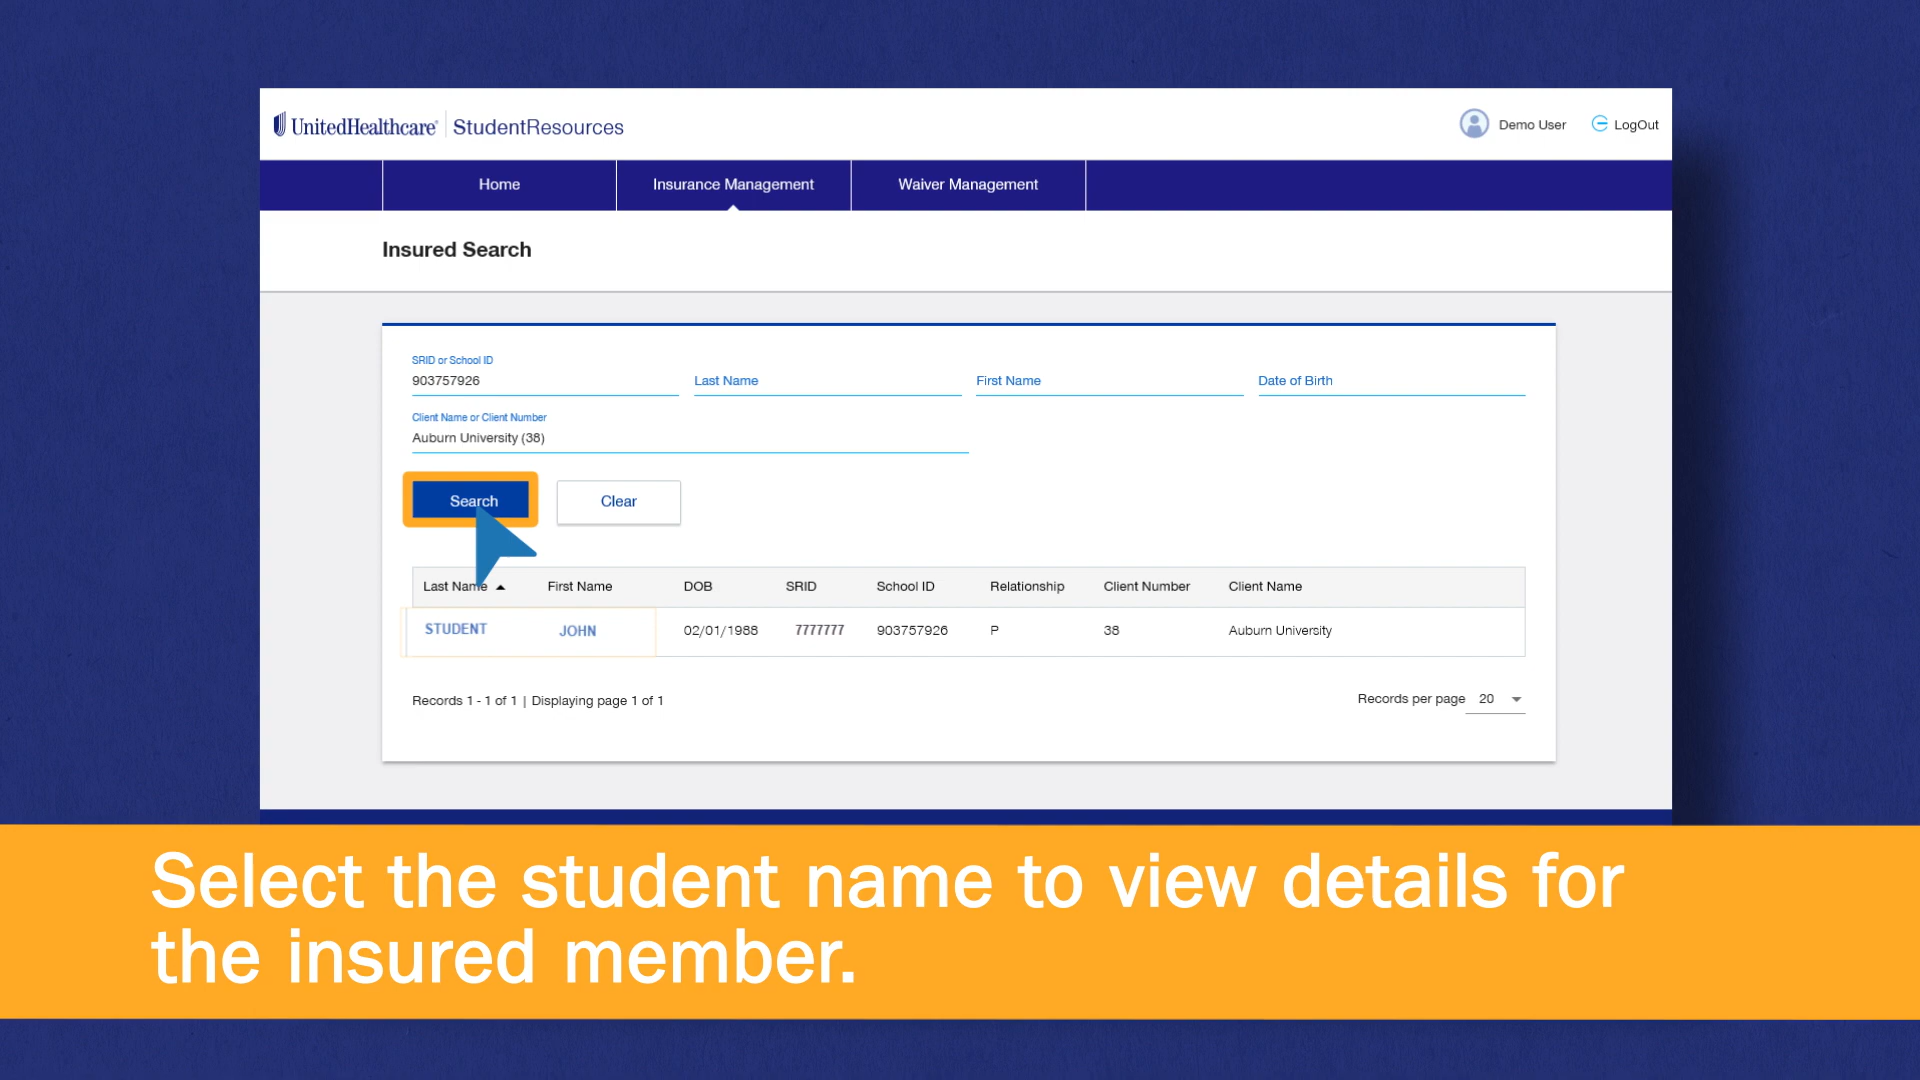 UnitedHealthcare® StudentResources Demo User LogOut
Home Insurance Management Waiver Management
Insured Search
SRID or School ID
903757926 Last Name First Name Date of Birth
Client Name or Client Number
Auburn University (38)
Search Clear
Last Name First Name DOB SRID School ID Relationship Client Number Client Name
STUDENT JOHN 02/01/1988 7777777 903757926 P 38 Auburn University
Records 1 - 1 of 1 | Displaying page 1 of 1 Records per page 20
Select the student name to view details for
the insured member.